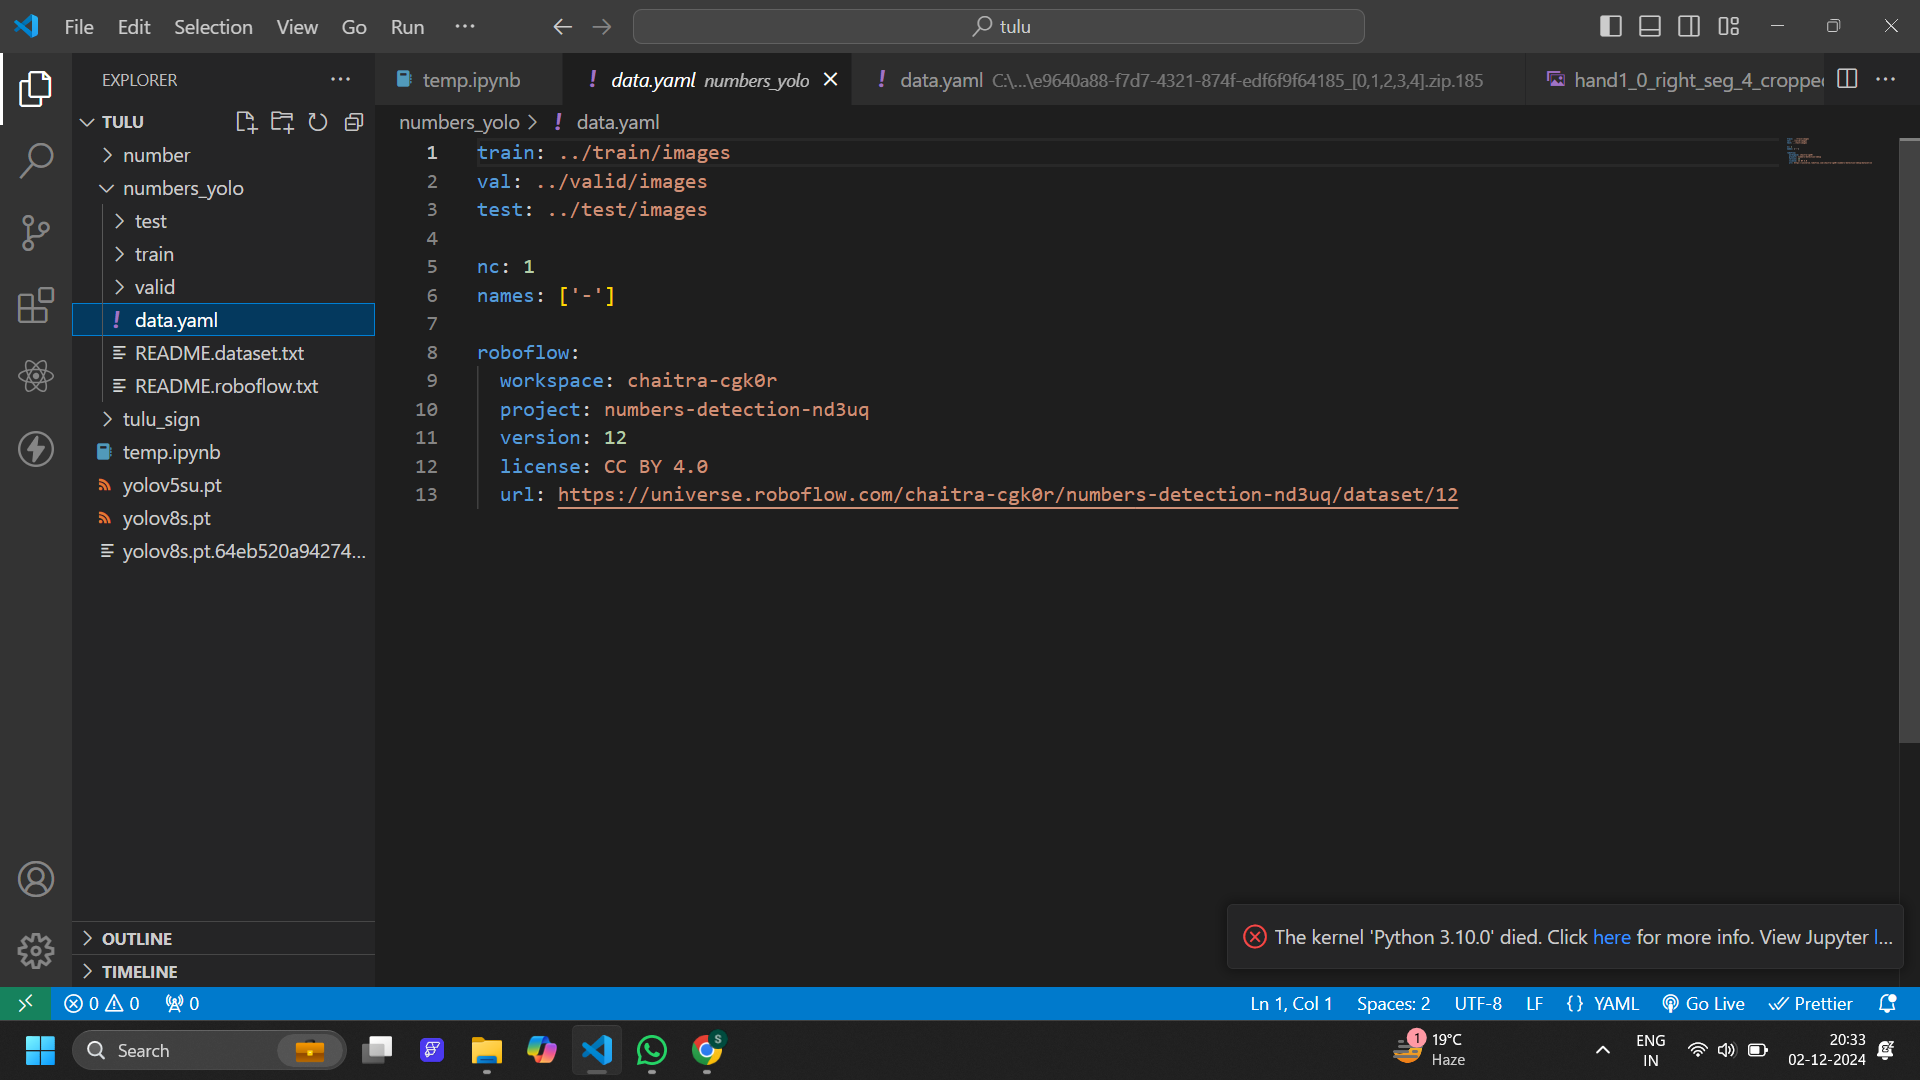 File Edit Selection View Go Run ...
tulu
EXPLORER
temp.ipynb
data.yaml numbers_yolo
data.yaml C:\...\e9640a88-f7d7-4321-874f-edf6f9f64185_[0,1,2,3,4].zip.185
hand1_0_right_seg_4_cropped
TULU
number
numbers_yolo
test
train
valid
data.yaml
README.dataset.txt
README.roboflow.txt
tulu_sign
temp.ipynb
yolov5su.pt
yolov8s.pt
yolov8s.pt.64eb520a94274...
OUTLINE
TIMELINE
numbers_yolo > ! data.yaml
1 train: ../train/images
2 val: ../valid/images
3 test: ../test/images
4
5 nc: 1
6 names: ['-']
7
8 roboflow:
9 workspace: chaitra-cgk0r
10 project: numbers-detection-nd3uq
11 version: 12
12 license: CC BY 4.0
13 url: https://universe.roboflow.com/chaitra-cgk0r/numbers-detection-nd3uq/dataset/12
The kernel 'Python 3.10.0' died. Click here for more info. View Jupyter l...
0 0 0
Ln 1, Col 1 Spaces: 2 UTF-8 LF {} YAML Go Live Prettier
Search
S
1
19°C
Haze
ENG
IN
20:33
02-12-2024